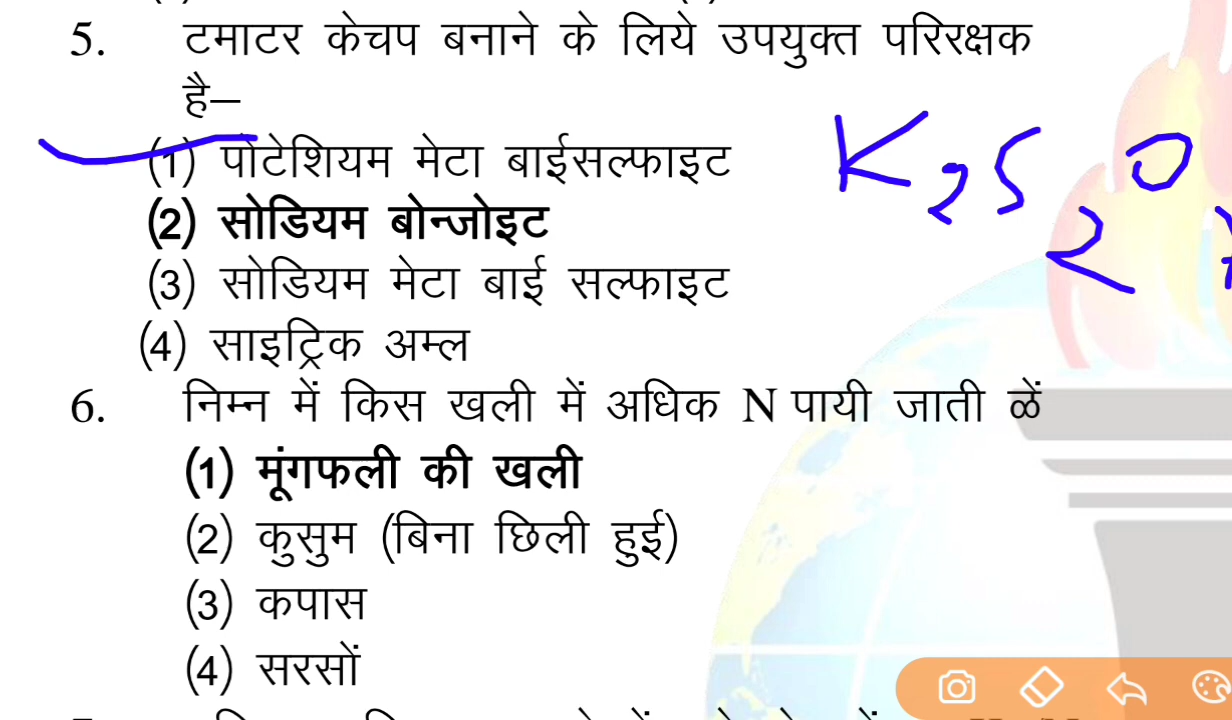 5. टमाटर केचप बनाने के लिये उपयुक्त परिरक्षक
है–
(1) पोटेशियम मेटा बाईसल्फाइट
K2S2O
(2) सोडियम बोन्जोइट
(3) सोडियम मेटा बाई सल्फाइट
(4) साइट्रिक अम्ल
6. निम्न में किस खली में अधिक N पायी जाती ळें
(1) मूंगफली की खली
(2) कुसुम (बिना छिली हुई)
(3) कपास
(4) सरसों